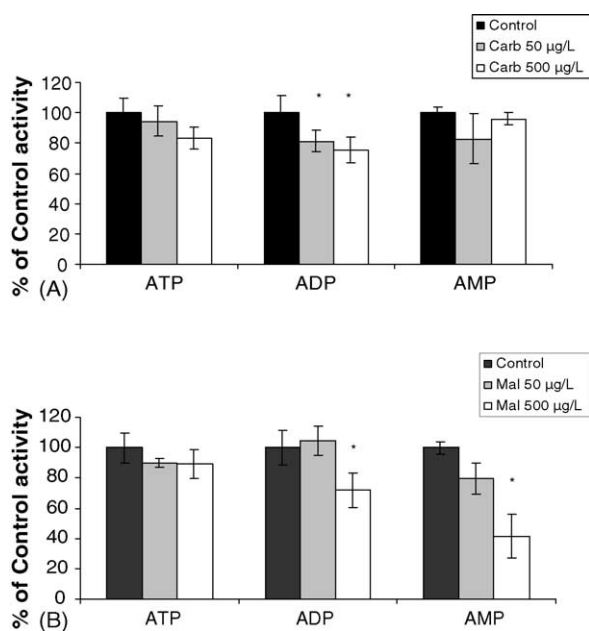 Control
Carb 50 µg/L
Carb 500 µg/L
% of Control activity
120
100
80
60
40
20
0
* *
(A)
ATP ADP AMP
Control
Mal 50 µg/L
Mal 500 µg/L
% of Control activity
120
100
80
60
40
20
0
*
*
(B)
ATP ADP AMP